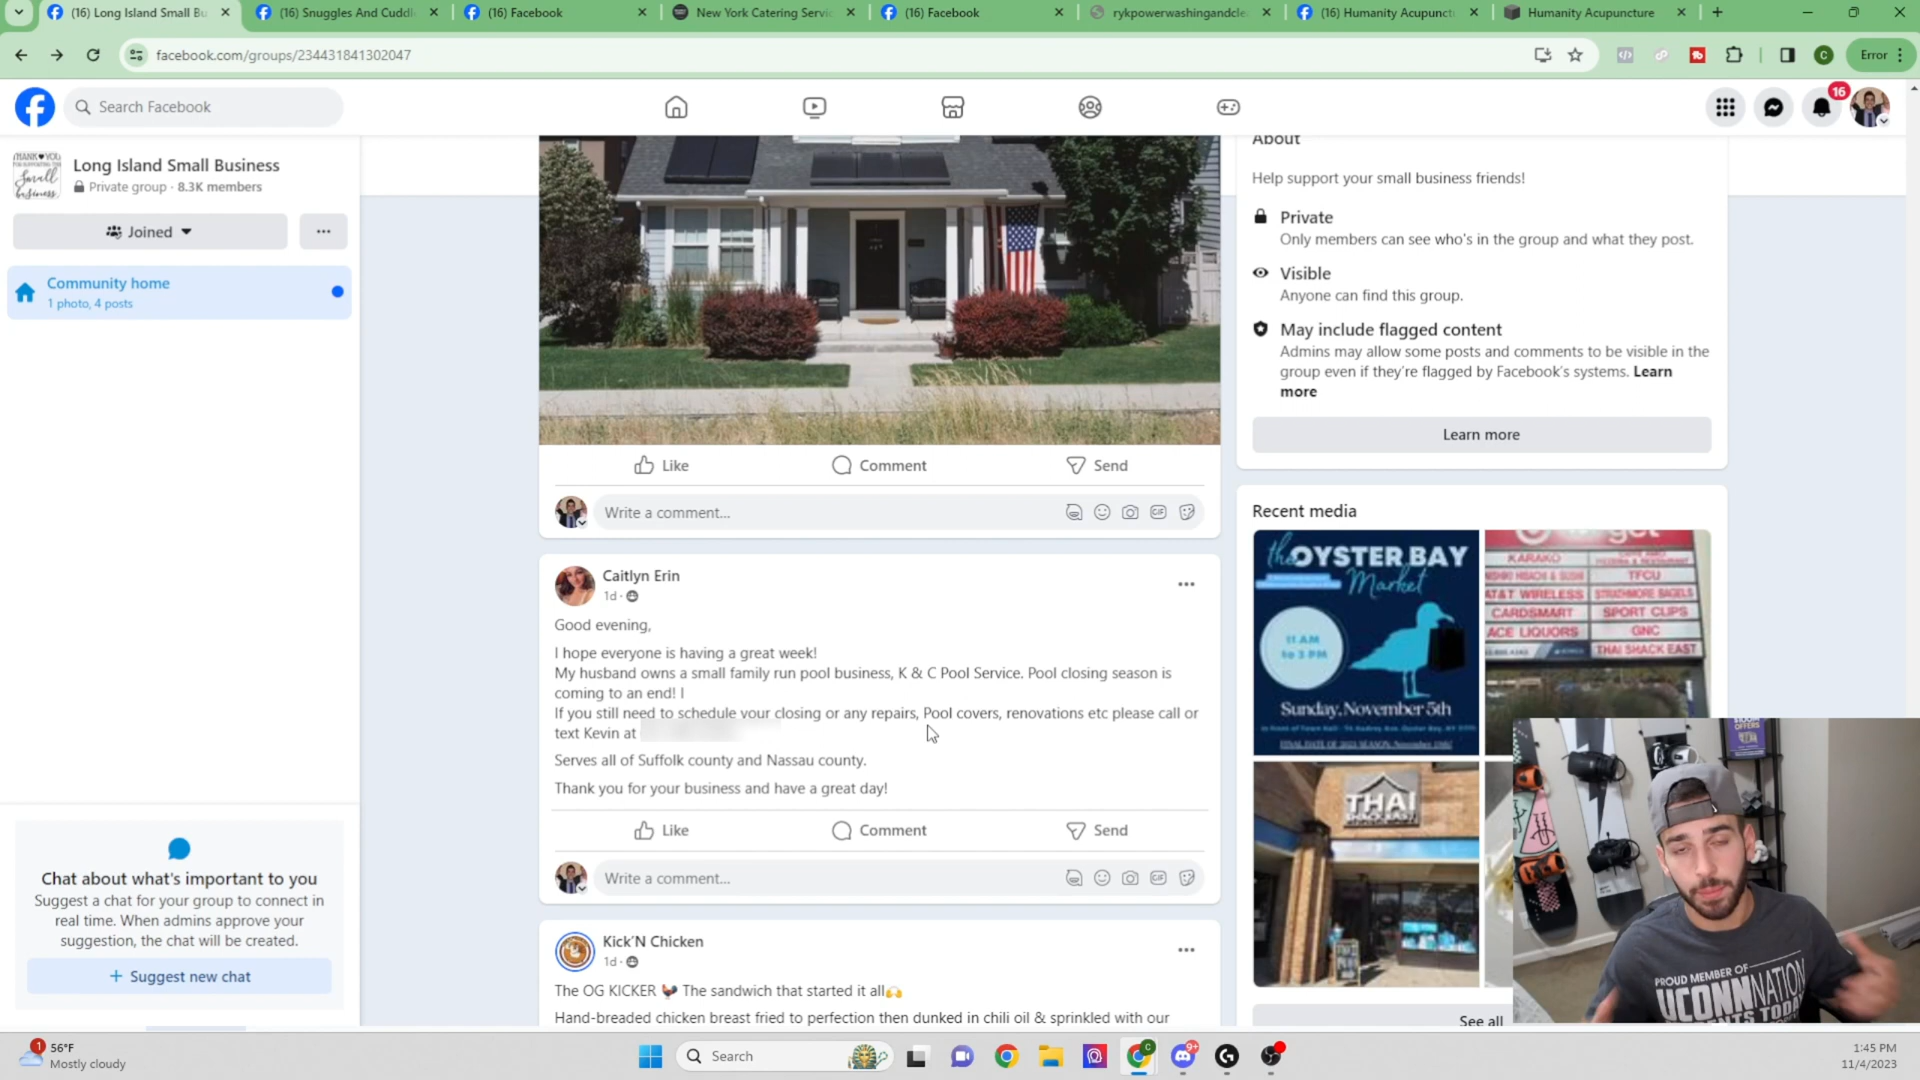 (16) Long Island Small Bu
(16) Snuggles And Cuddl
(16) Facebook
New York Catering Servic
(16) Facebook
rykpowerwashingandcle
(16) Humanity Acupunct
Humanity Acupuncture
facebook.com/groups/234431841302047
Error
Search Facebook
16
Long Island Small Business
Private group · 8.3K members
Joined
Community home
1 photo, 4 posts
Chat about what's important to you
Suggest a chat for your group to connect in
real time. When admins approve your
suggestion, the chat will be created.
+ Suggest new chat
Like
Comment
Send
Write a comment...
GIF
Caitlyn Erin
1d ·
Good evening,
I hope everyone is having a great week!
My husband owns a small family run pool business, K & C Pool Service. Pool closing season is
coming to an end! I
If you still need to schedule your closing or any repairs, Pool covers, renovations etc please call or
text Kevin at
Serves all of Suffolk county and Nassau county.
Thank you for your business and have a great day!
Like
Comment
Send
Write a comment...
GIF
Kick'N Chicken
1d ·
The OG KICKER 🐓 The sandwich that started it all🙌
Hand-breaded chicken breast fried to perfection then dunked in chili oil & sprinkled with our
About
Help support your small business friends!
Private
Only members can see who's in the group and what they post.
Visible
Anyone can find this group.
May include flagged content
Admins may allow some posts and comments to be visible in the
group even if they're flagged by Facebook's systems. Learn
more
Learn more
Recent media
the OYSTER BAY
Market
11 AM
to 3 PM
Sunday, November 5th
KARAKO
TFCU
AT&T WIRELESS
STRATHMORE BAGELS
CARDSMART
SPORT CLIPS
ACE LIQUORS
GNC
THAI SHACK EAST
THAI
See all
$100M
OFFERS
PROUD MEMBER OF
UCONN NATION
1
56°F
Mostly cloudy
Search
C
9+
1:45 PM
11/4/2023